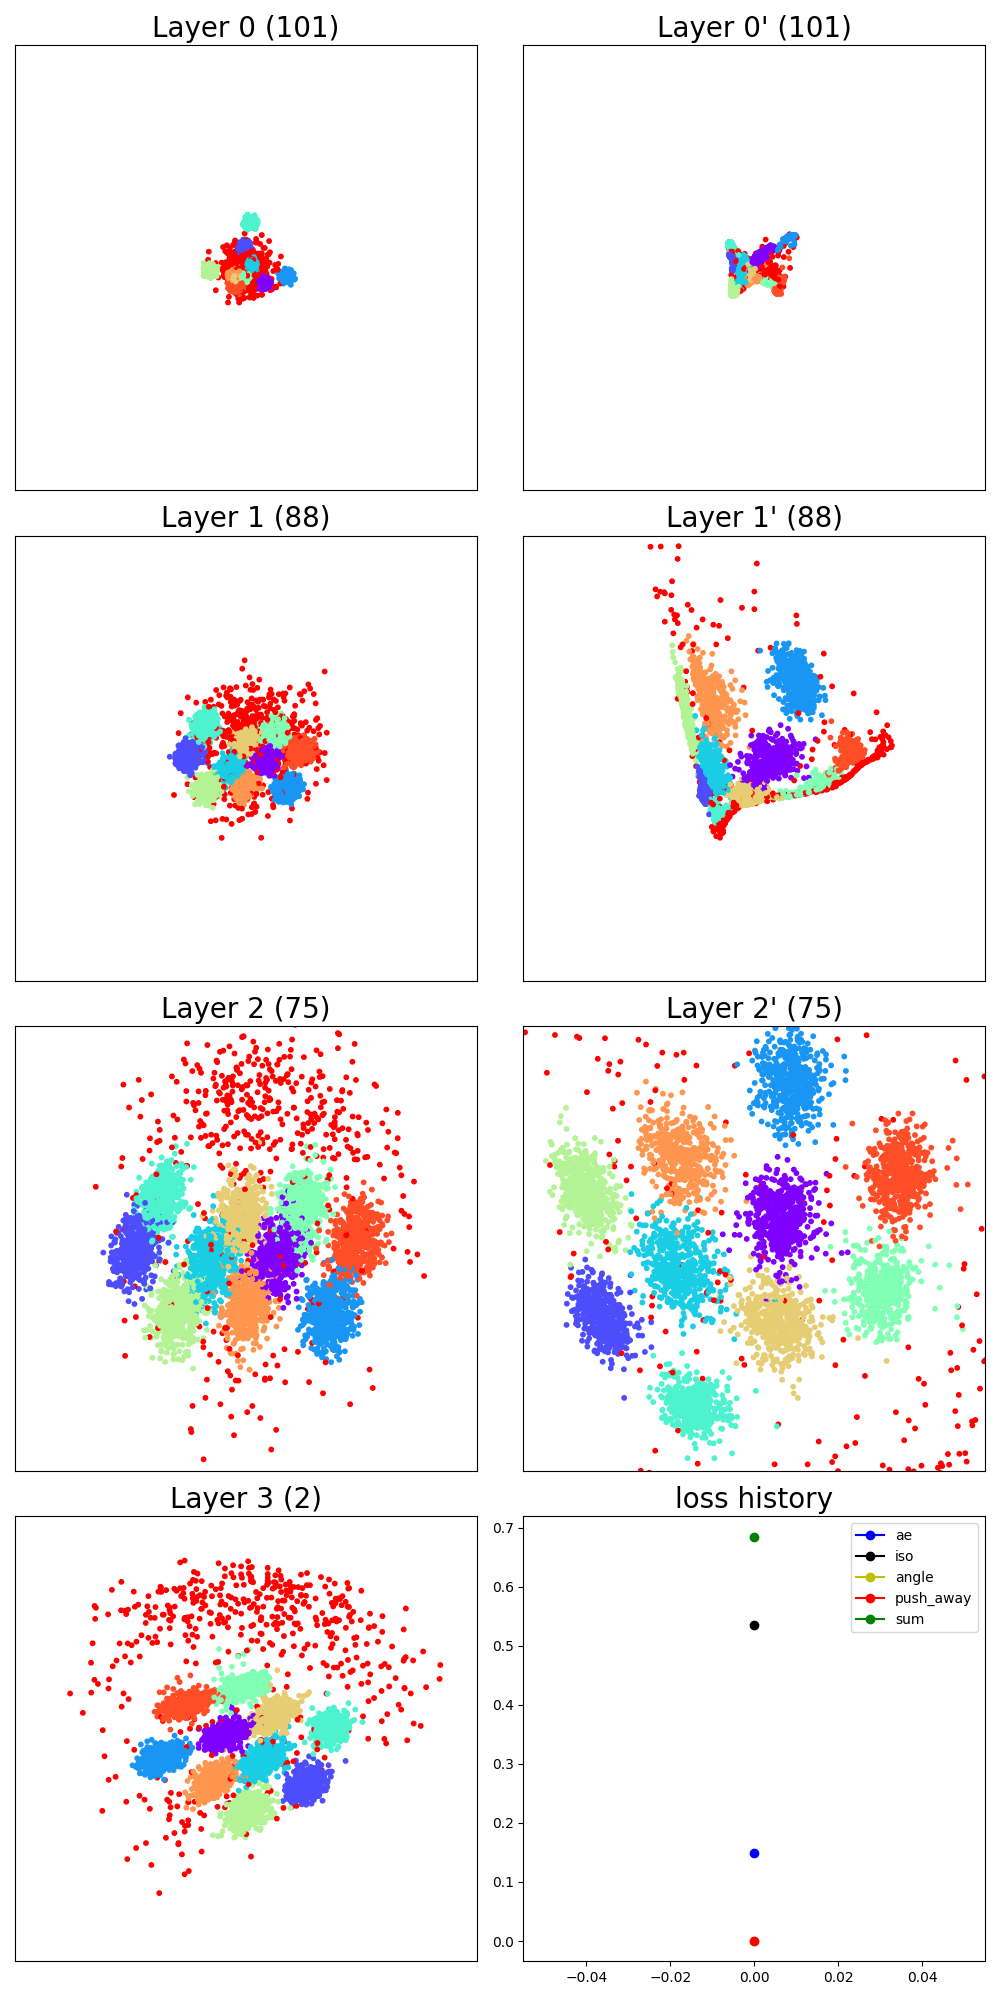 Layer 0 (101)
Layer 0' (101)
Layer 1 (88)
Layer 1' (88)
Layer 2 (75)
Layer 2' (75)
Layer 3 (2)
loss history
0.7
0.6
0.5
0.4
0.3
0.2
0.1
0.0
ae
iso
angle
push_away
sum
−0.04
−0.02
0.00
0.02
0.04